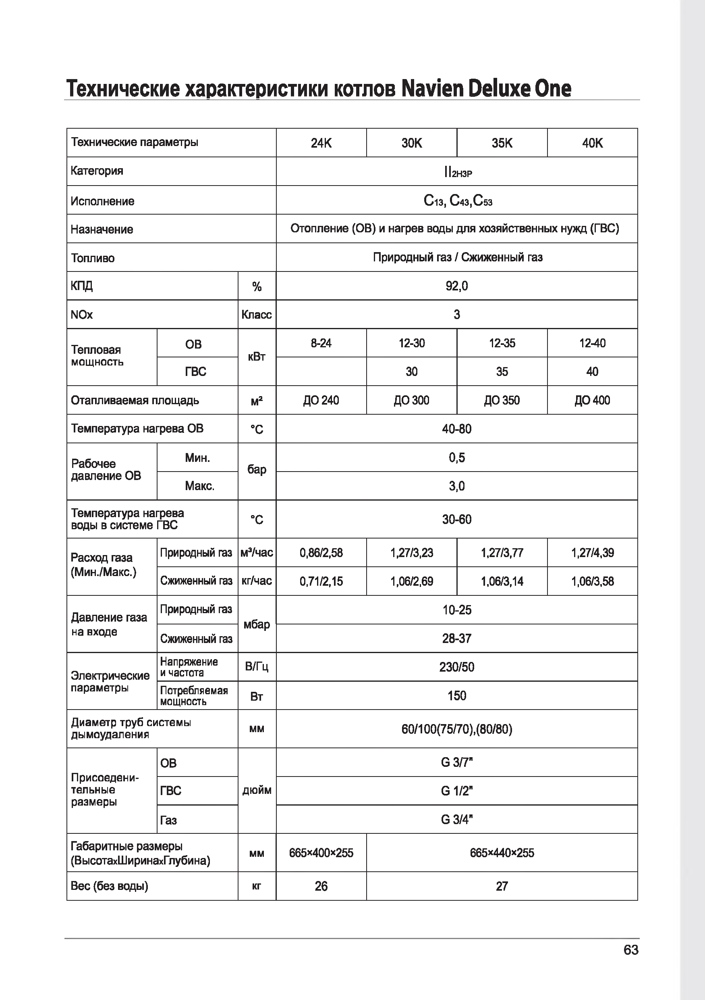 Технические характеристики котлов Navien Deluxe One
Технические параметры 24K 30K 35K 40K
Категория II2H3P
Исполнение C13, C43,C53
Назначение Отопление (ОВ) и нагрев воды для хозяйственных нужд (ГВС)
Топливо Природный газ / Сжиженный газ
КПД % 92,0
NOx Класс 3
Тепловая мощность ОВ кВт 8-24 12-30 12-35 12-40
ГВС 30 35 40
Отапливаемая площадь м² ДО 240 ДО 300 ДО 350 ДО 400
Температура нагрева ОВ °C 40-80
Рабочее давление ОВ Мин. бар 0,5
Макс. 3,0
Температура нагрева
воды в системе ГВС °C 30-60
Расход газа
(Мин./Макс.) Природный газ м³/час 0,86/2,58 1,27/3,23 1,27/3,77 1,27/4,39
Сжиженный газ кг/час 0,71/2,15 1,06/2,69 1,06/3,14 1,06/3,58
Давление газа
на входе Природный газ мбар 10-25
Сжиженный газ 28-37
Электрические
параметры Напряжение
и частота В/Гц 230/50
Потребляемая
мощность Вт 150
Диаметр труб системы
дымоудаления мм 60/100(75/70),(80/80)
Присоедени-
тельные
размеры ОВ дюйм G 3/7"
ГВС G 1/2"
Газ G 3/4"
Габаритные размеры
(ВысотахШиринахГлубина) мм 665×400×255 665×440×255
Вес (без воды) кг 26 27
63